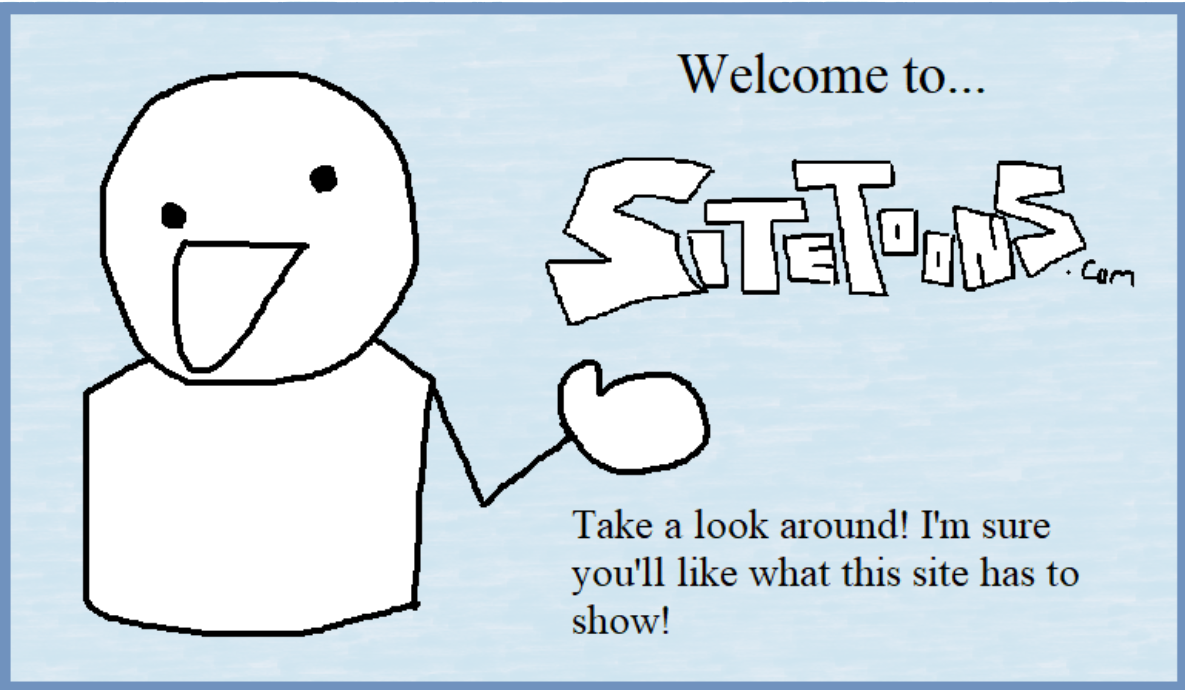 Welcome to...
SiteToons
.com
Take a look around! I'm sure
you'll like what this site has to
show!